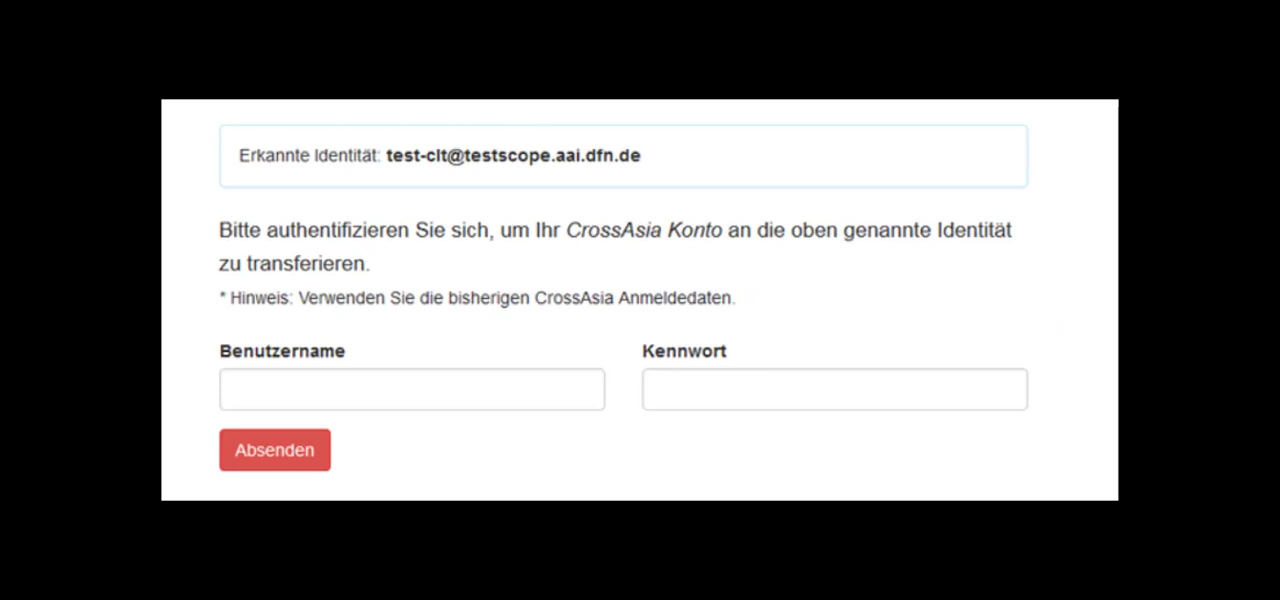 Erkannte Identität: test-clt@testscope.aai.dfn.de
Bitte authentifizieren Sie sich, um Ihr CrossAsia Konto an die oben genannte Identität
zu transferieren.
* Hinweis: Verwenden Sie die bisherigen CrossAsia Anmeldedaten.
Benutzername
Kennwort
Absenden